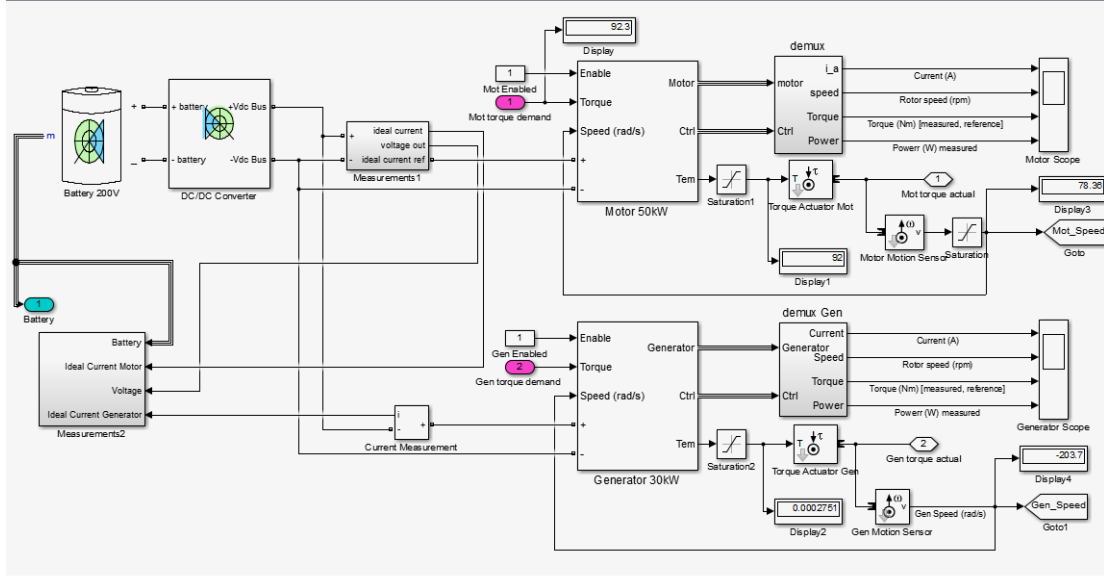 92.3
Display
1
Mot Enabled
1
Mot torque demand
m
+
_
Battery 200V
+ battery
- battery
+Vdc Bus
-Vdc Bus
DC/DC Converter
+
-
ideal current
voltage out
ideal current ref
Measurements1
Enable
Torque
Speed (rad/s)
+
-
Motor
Ctrl
Tem
Motor 50kW
demux
motor
Ctrl
i_a
speed
Torque
Power
Current (A)
Rotor speed (rpm)
Torque (Nm) [measured, reference]
Powerr (W) measured
Motor Scope
Saturation1
T
τ
Torque Actuator Mot
1
Mot torque actual
78.36
Display3
ω
v
Motor Motion Sensor
Saturation
Mot_Speed
Goto
92
Display1
1
Battery
Battery
Ideal Current Motor
Voltage
Ideal Current Generator
Measurements2
i
+
-
Current Measurement
1
Gen Enabled
2
Gen torque demand
Enable
Torque
Speed (rad/s)
+
-
Generator
Ctrl
Tem
Generator 30kW
demux Gen
Generator
Ctrl
Current
Speed
Torque
Power
Current (A)
Rotor speed (rpm)
Torque (Nm) [measured, reference]
Powerr (W) measured
Generator Scope
Saturation2
T
τ
Torque Actuator Gen
2
Gen torque actual
-203.7
Display4
0.0002751
Display2
ω
v
Gen Motion Sensor
Gen Speed (rad/s)
Gen_Speed
Goto1